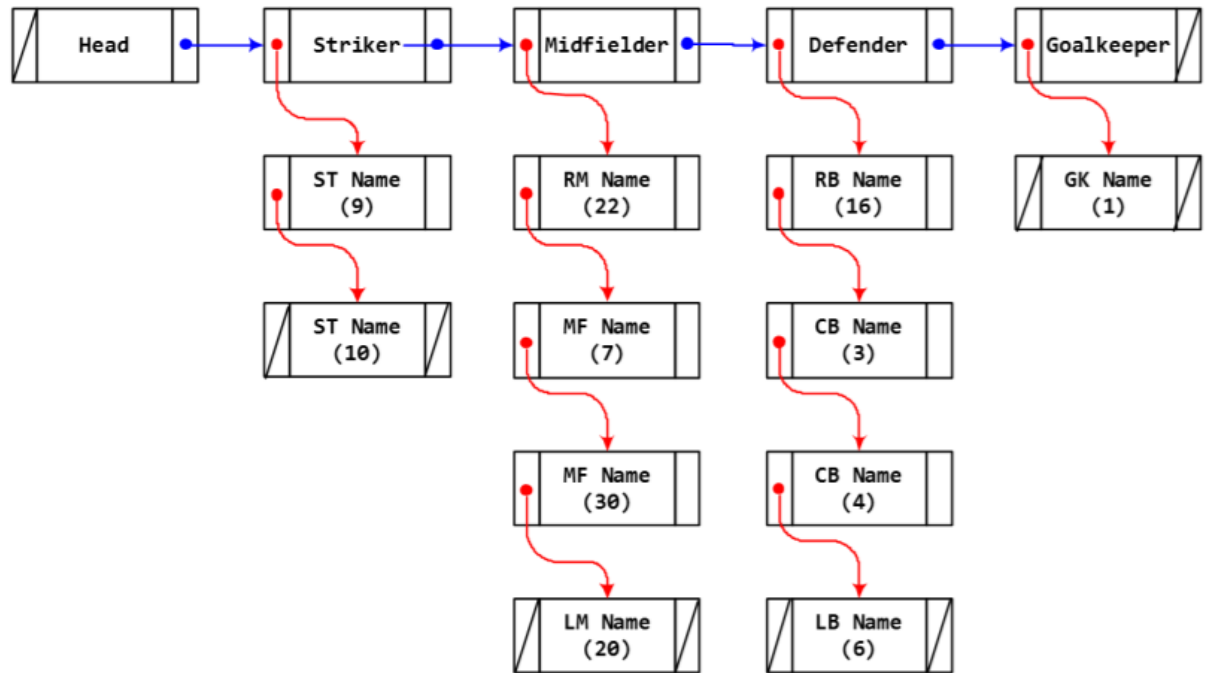 Head
Striker
Midfielder
Defender
Goalkeeper
ST Name
(9)
RM Name
(22)
RB Name
(16)
GK Name
(1)
ST Name
(10)
MF Name
(7)
CB Name
(3)
MF Name
(30)
CB Name
(4)
LM Name
(20)
LB Name
(6)